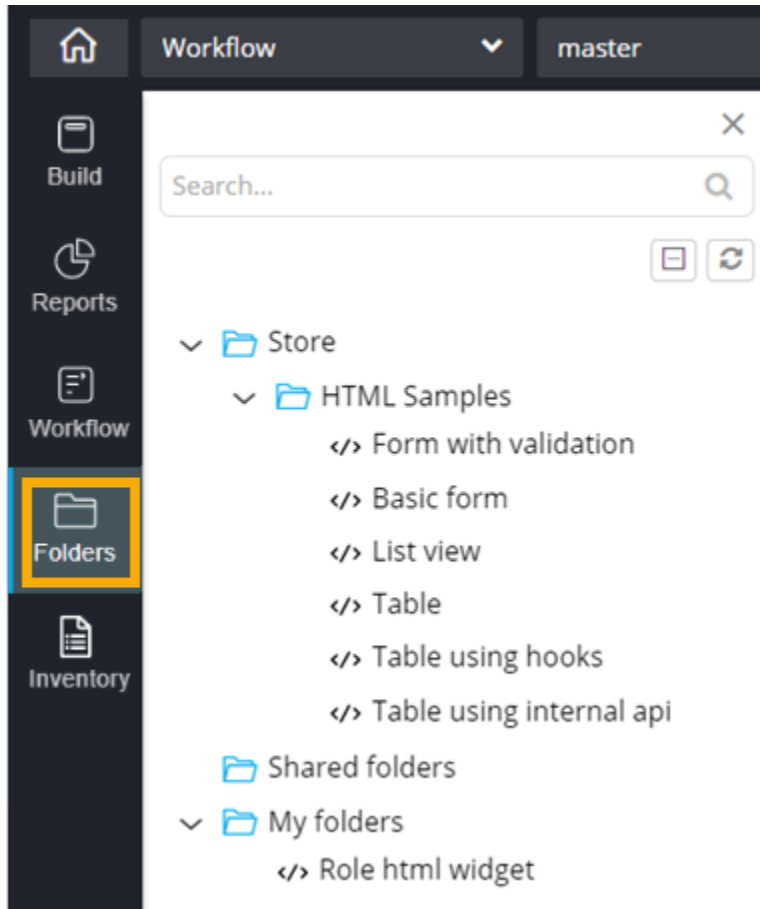 Workflow
master
Build
Reports
Workflow
Folders
Inventory
Search...
Store
HTML Samples
</> Form with validation
</> Basic form
</> List view
</> Table
</> Table using hooks
</> Table using internal api
Shared folders
My folders
</> Role html widget